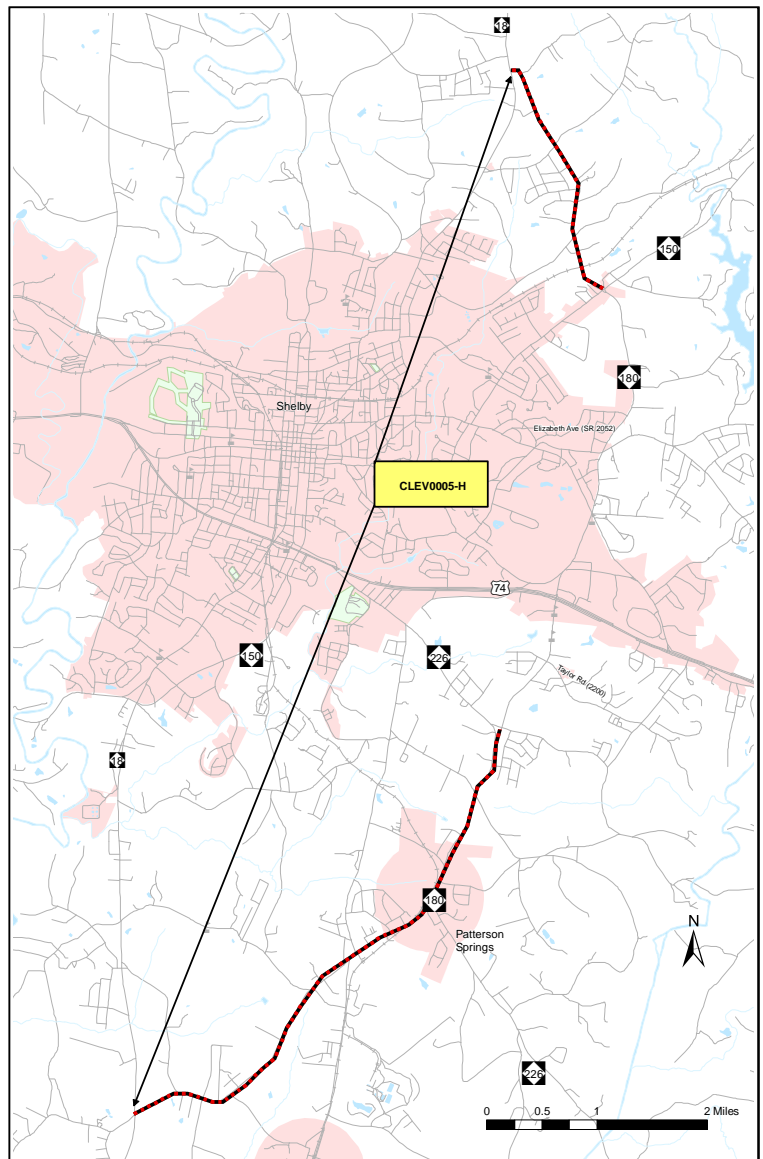 18
150
180
Shelby
Elizabeth Ave (SR 2052)
CLEV0005-H
74
150
226
Taylor Rd (2200)
18
180
Patterson
Springs
N
226
0 0.5 1 2 Miles